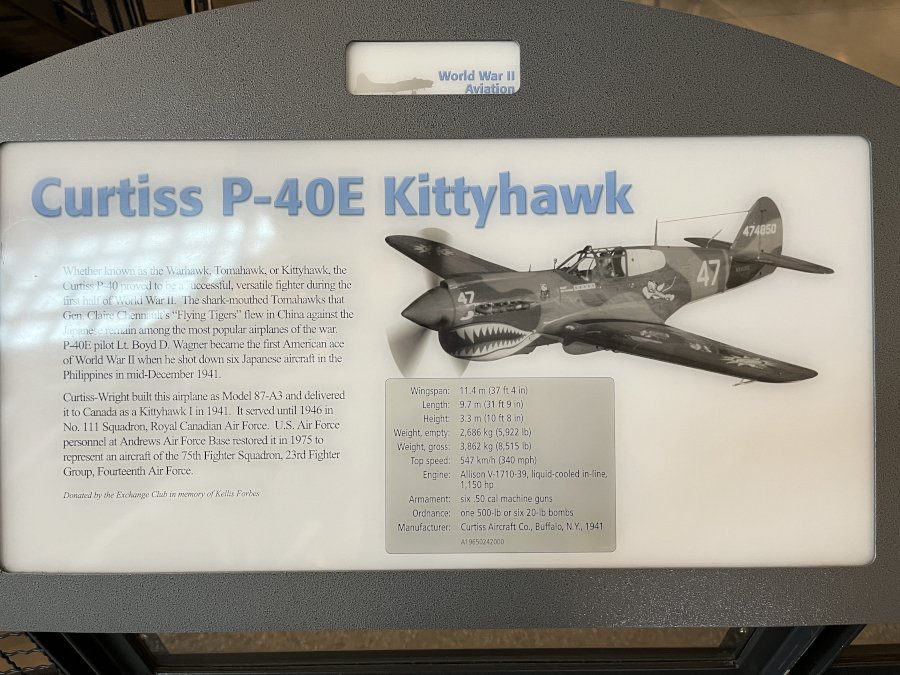 World War II
Aviation
Curtiss P-40E Kittyhawk
Whether known as the Warhawk, Tomahawk, or Kittyhawk, the
Curtiss P-40 proved to be a successful, versatile fighter during the
first half of World War II. The shark-mouthed Tomahawks that
Gen. Claire Chennault's "Flying Tigers" flew in China against the
Japanese remain among the most popular airplanes of the war.
P-40E pilot Lt. Boyd D. Wagner became the first American ace
of World War II when he shot down six Japanese aircraft in the
Philippines in mid-December 1941.
Curtiss-Wright built this airplane as Model 87-A3 and delivered
it to Canada as a Kittyhawk I in 1941. It served until 1946 in
No. 111 Squadron, Royal Canadian Air Force. U.S. Air Force
personnel at Andrews Air Force Base restored it in 1975 to
represent an aircraft of the 75th Fighter Squadron, 23rd Fighter
Group, Fourteenth Air Force.
Donated by the Exchange Club in memory of Kellis Forbes
474850
47
47
Wingspan: 11.4 m (37 ft 4 in)
Length: 9.7 m (31 ft 9 in)
Height: 3.3 m (10 ft 8 in)
Weight, empty: 2,686 kg (5,922 lb)
Weight, gross: 3,862 kg (8,515 lb)
Top speed: 547 km/h (340 mph)
Engine: Allison V-1710-39, liquid-cooled in-line,
1,150 hp
Armament: six .50 cal machine guns
Ordnance: one 500-lb or six 20-lb bombs
Manufacturer: Curtiss Aircraft Co., Buffalo, N.Y., 1941
A19650242000